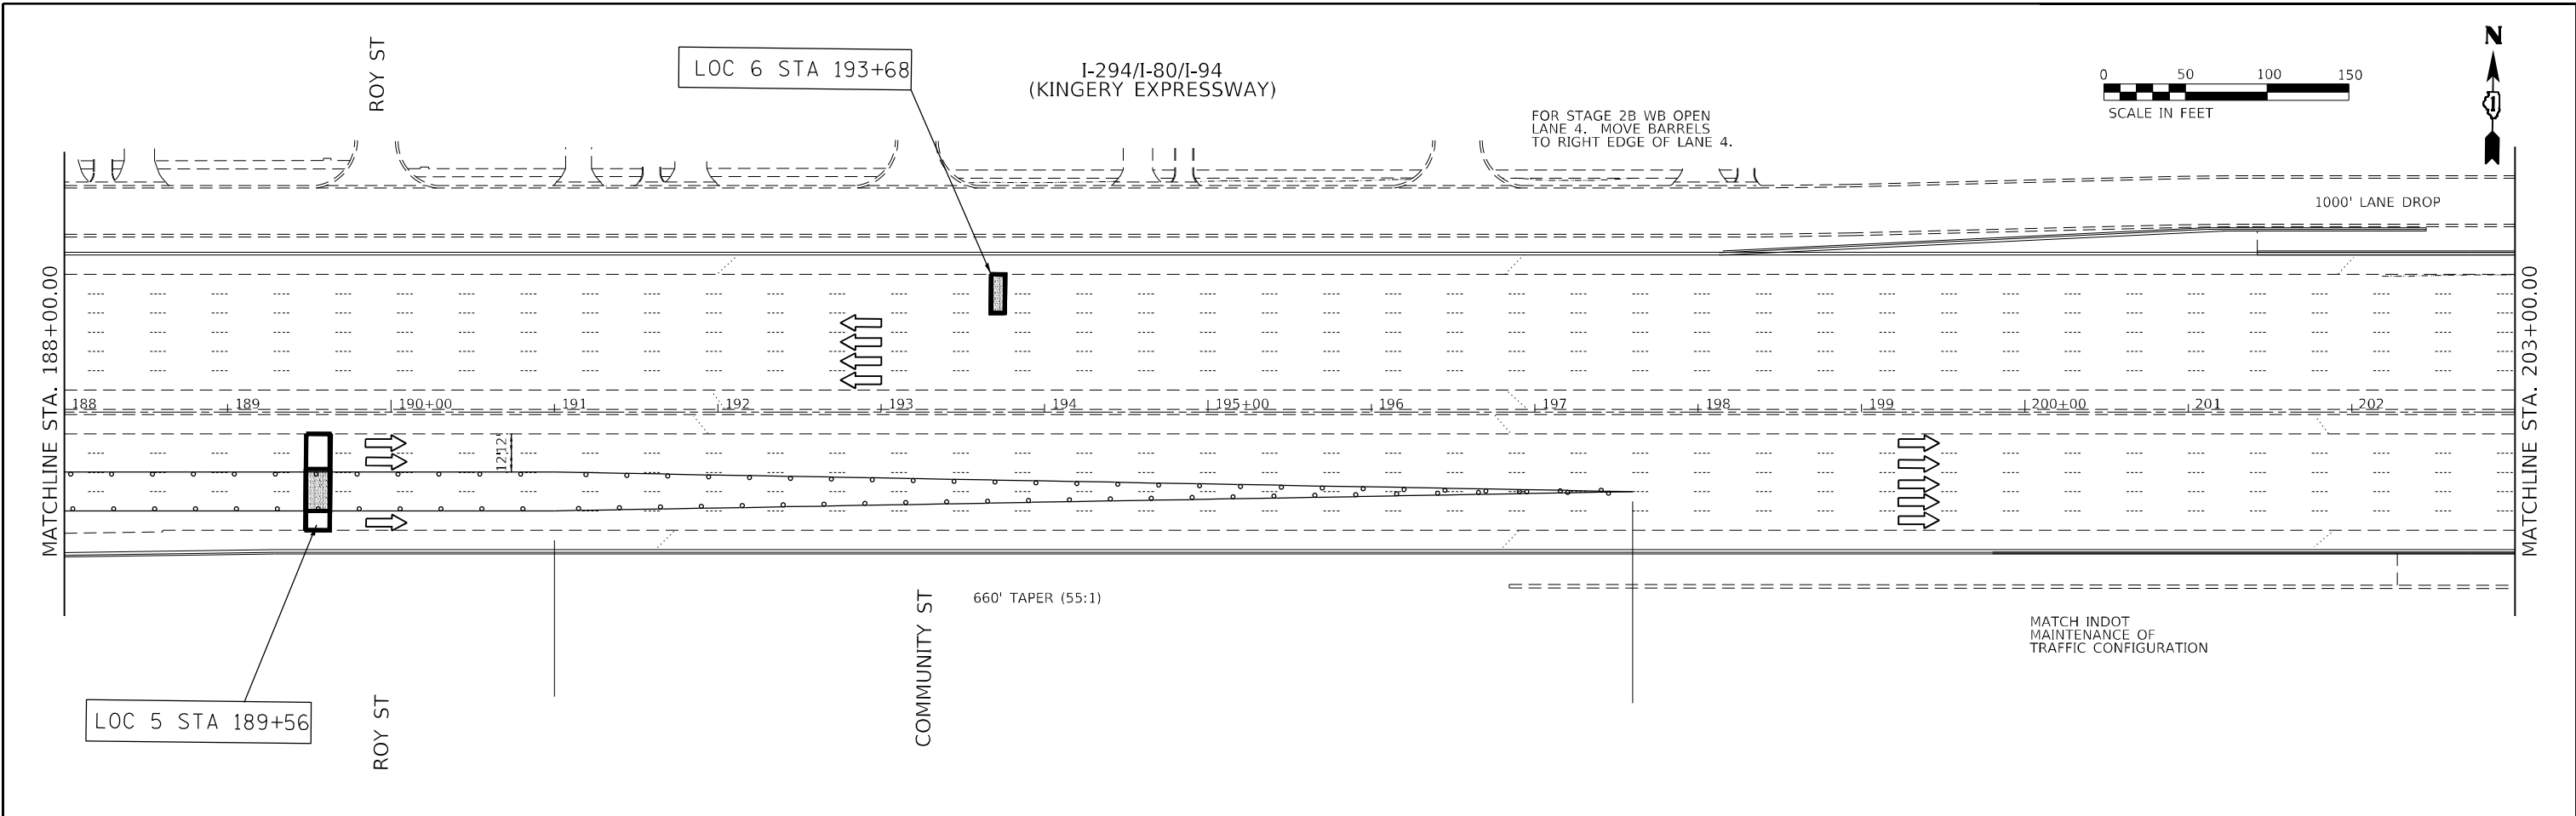 ROY ST
LOC 6 STA 193+68
I-294/I-80/I-94
(KINGERY EXPRESSWAY)
FOR STAGE 2B WB OPEN
LANE 4. MOVE BARRELS
TO RIGHT EDGE OF LANE 4.
0 50 100 150
SCALE IN FEET
N
1
1000' LANE DROP
MATCHLINE STA. 188+00.00
MATCHLINE STA. 203+00.00
188 189 190+00 191 192 193 194 195+00 196 197 198 199 200+00 201 202
12'12'
660' TAPER (55:1)
COMMUNITY ST
MATCH INDOT
MAINTENANCE OF
TRAFFIC CONFIGURATION
LOC 5 STA 189+56
ROY ST